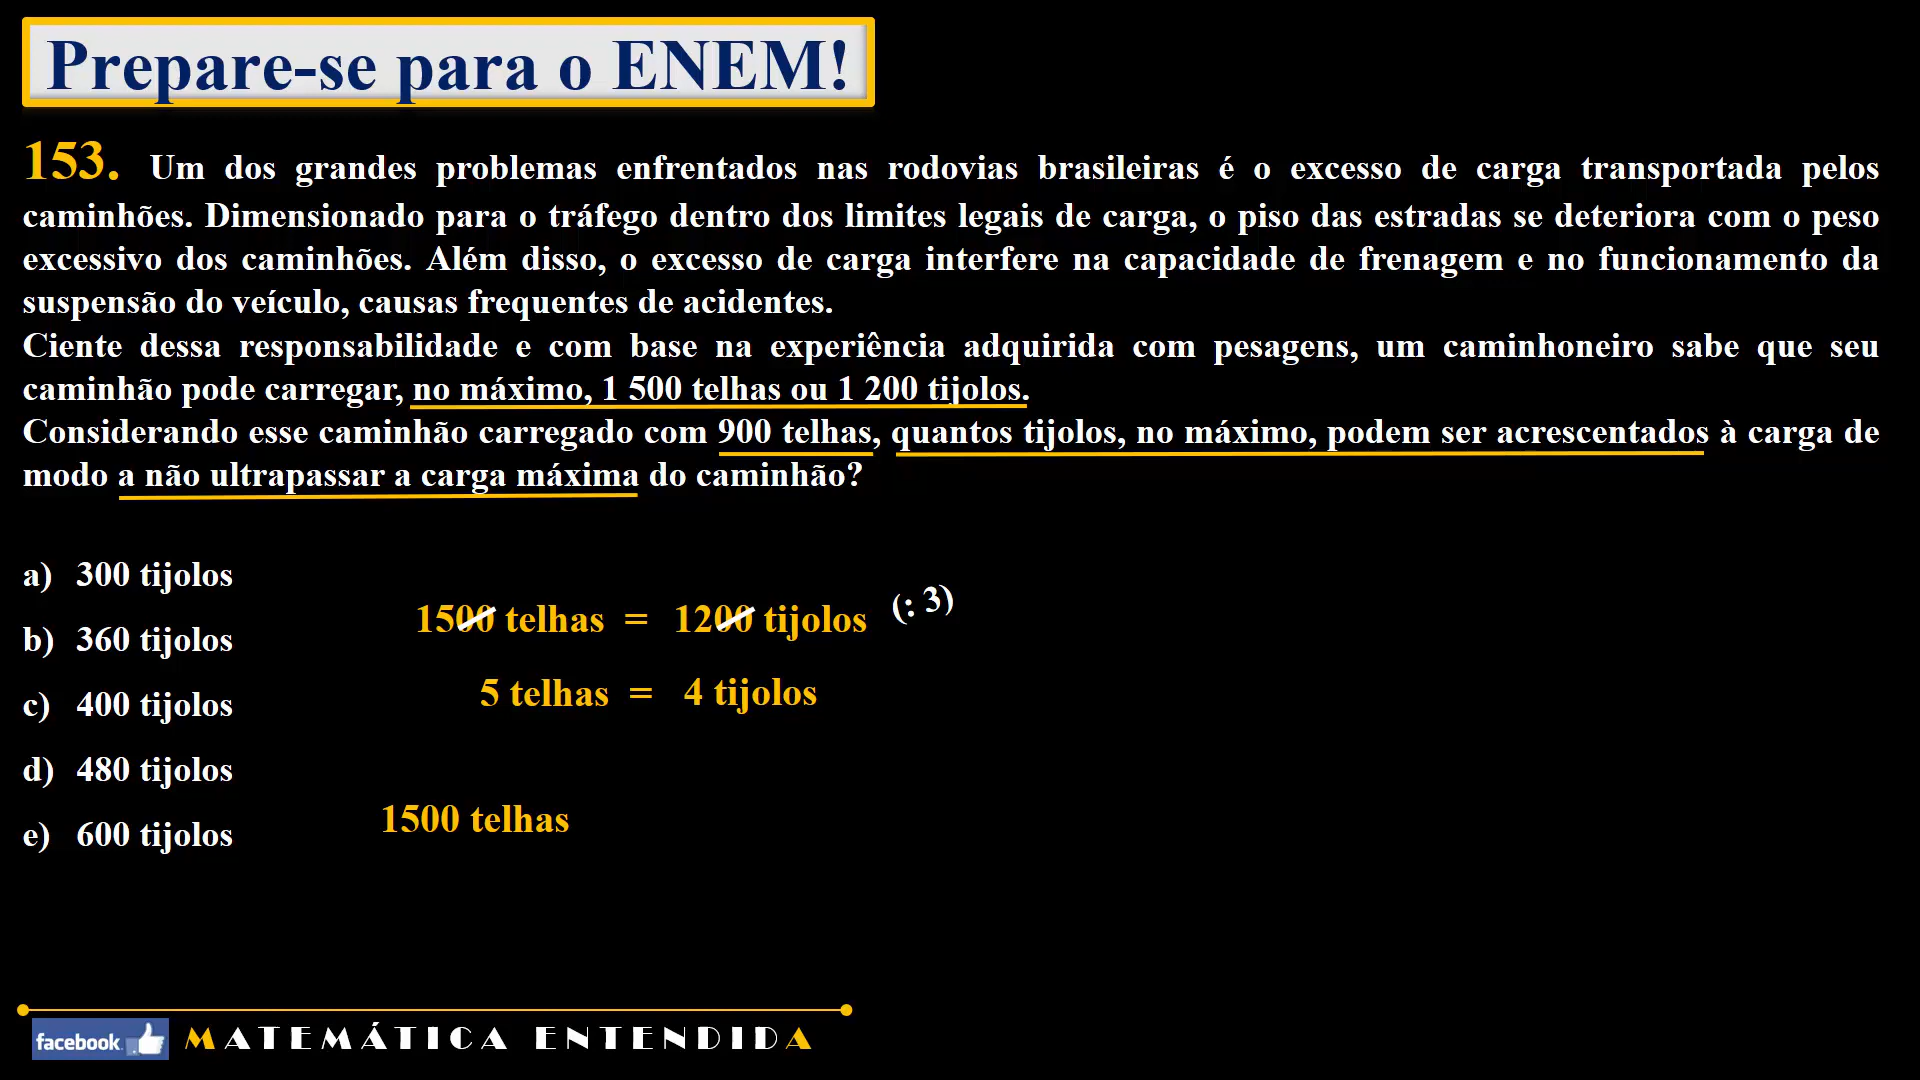 Prepare-se para o ENEM!
153. Um dos grandes problemas enfrentados nas rodovias brasileiras é o excesso de carga transportada pelos
caminhões. Dimensionado para o tráfego dentro dos limites legais de carga, o piso das estradas se deteriora com o peso
excessivo dos caminhões. Além disso, o excesso de carga interfere na capacidade de frenagem e no funcionamento da
suspensão do veículo, causas frequentes de acidentes.
Ciente dessa responsabilidade e com base na experiência adquirida com pesagens, um caminhoneiro sabe que seu
caminhão pode carregar, no máximo, 1 500 telhas ou 1 200 tijolos.
Considerando esse caminhão carregado com 900 telhas, quantos tijolos, no máximo, podem ser acrescentados à carga de
modo a não ultrapassar a carga máxima do caminhão?
a) 300 tijolos
b) 360 tijolos
c) 400 tijolos
d) 480 tijolos
e) 600 tijolos
1500 telhas = 1200 tijolos (: 3)
5 telhas = 4 tijolos
1500 telhas
facebook MATEMÁTICA ENTENDIDA